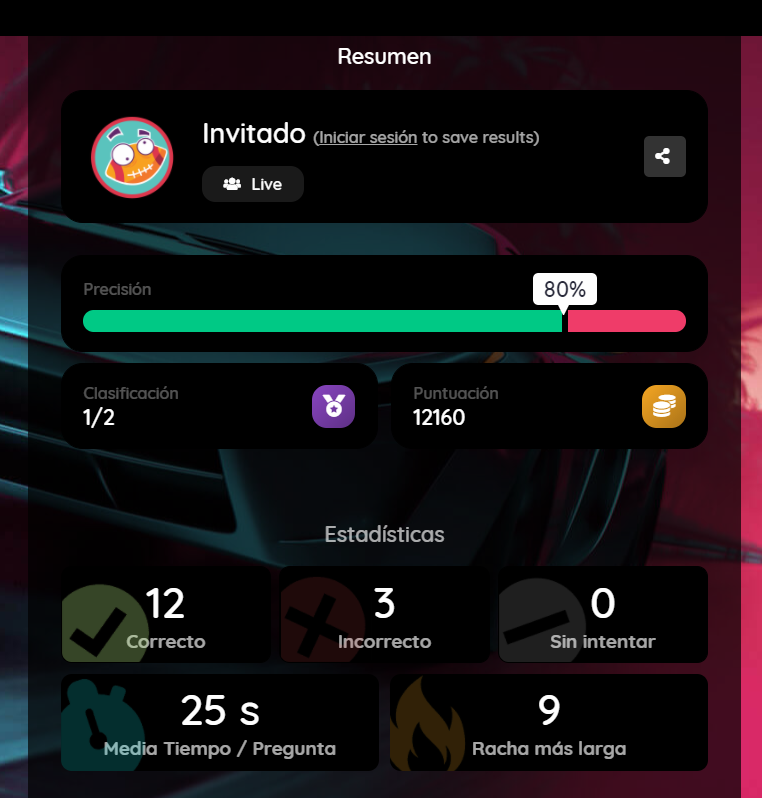 Resumen
Invitado (Iniciar sesión to save results)
Live
Precisión
80%
Clasificación
1/2
Puntuación
12160
Estadísticas
12
Correcto
3
Incorrecto
0
Sin intentar
25 s
Media Tiempo / Pregunta
9
Racha más larga